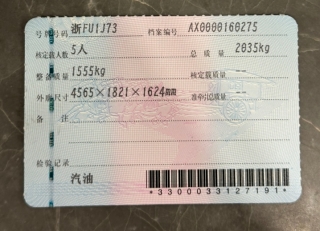 号牌号码 浙FU1J73 档案编号 AX0000160275
核定载人数 5人 总质量 2035kg
整备质量 1555kg 核定载质量 --
外廓尺寸 4565×1821×1624mm 准牵引总质量 --
备注
检验记录
汽油
*3300033127191*